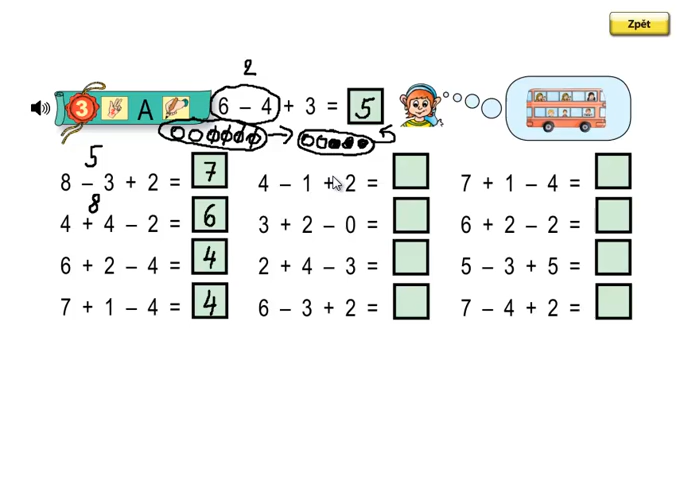 Zpět
2
3 A 6 – 4 + 3 = 5
5
8 – 3 + 2 = 7 4 – 1 + 2 = 7 + 1 – 4 =
8
4 + 4 – 2 = 6 3 + 2 – 0 = 6 + 2 – 2 =
6 + 2 – 4 = 4 2 + 4 – 3 = 5 – 3 + 5 =
7 + 1 – 4 = 4 6 – 3 + 2 = 7 – 4 + 2 =